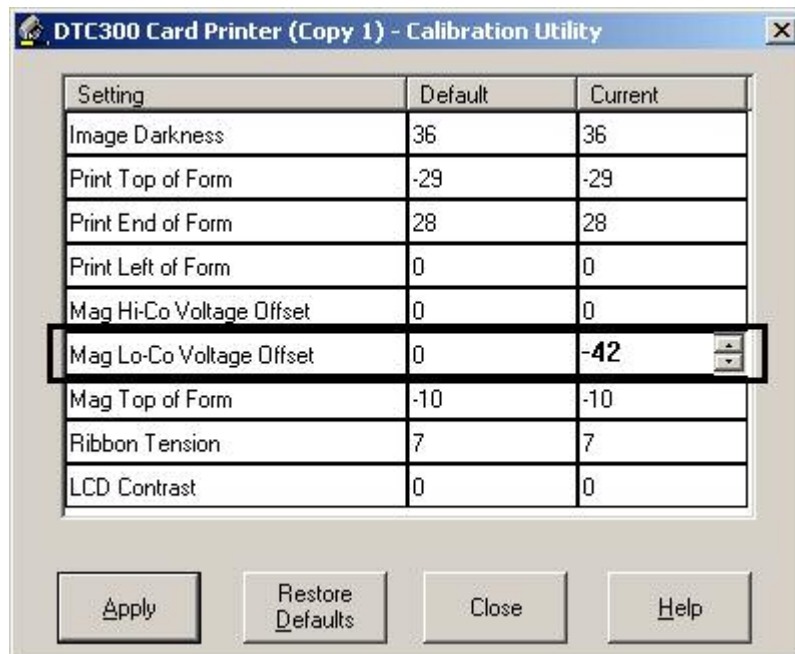 DTC300 Card Printer (Copy 1) - Calibration Utility
Setting Default Current
Image Darkness 36 36
Print Top of Form -29 -29
Print End of Form 28 28
Print Left of Form 0 0
Mag Hi-Co Voltage Offset 0 0
Mag Lo-Co Voltage Offset 0 -42
Mag Top of Form -10 -10
Ribbon Tension 7 7
LCD Contrast 0 0
Apply Restore Defaults Close Help